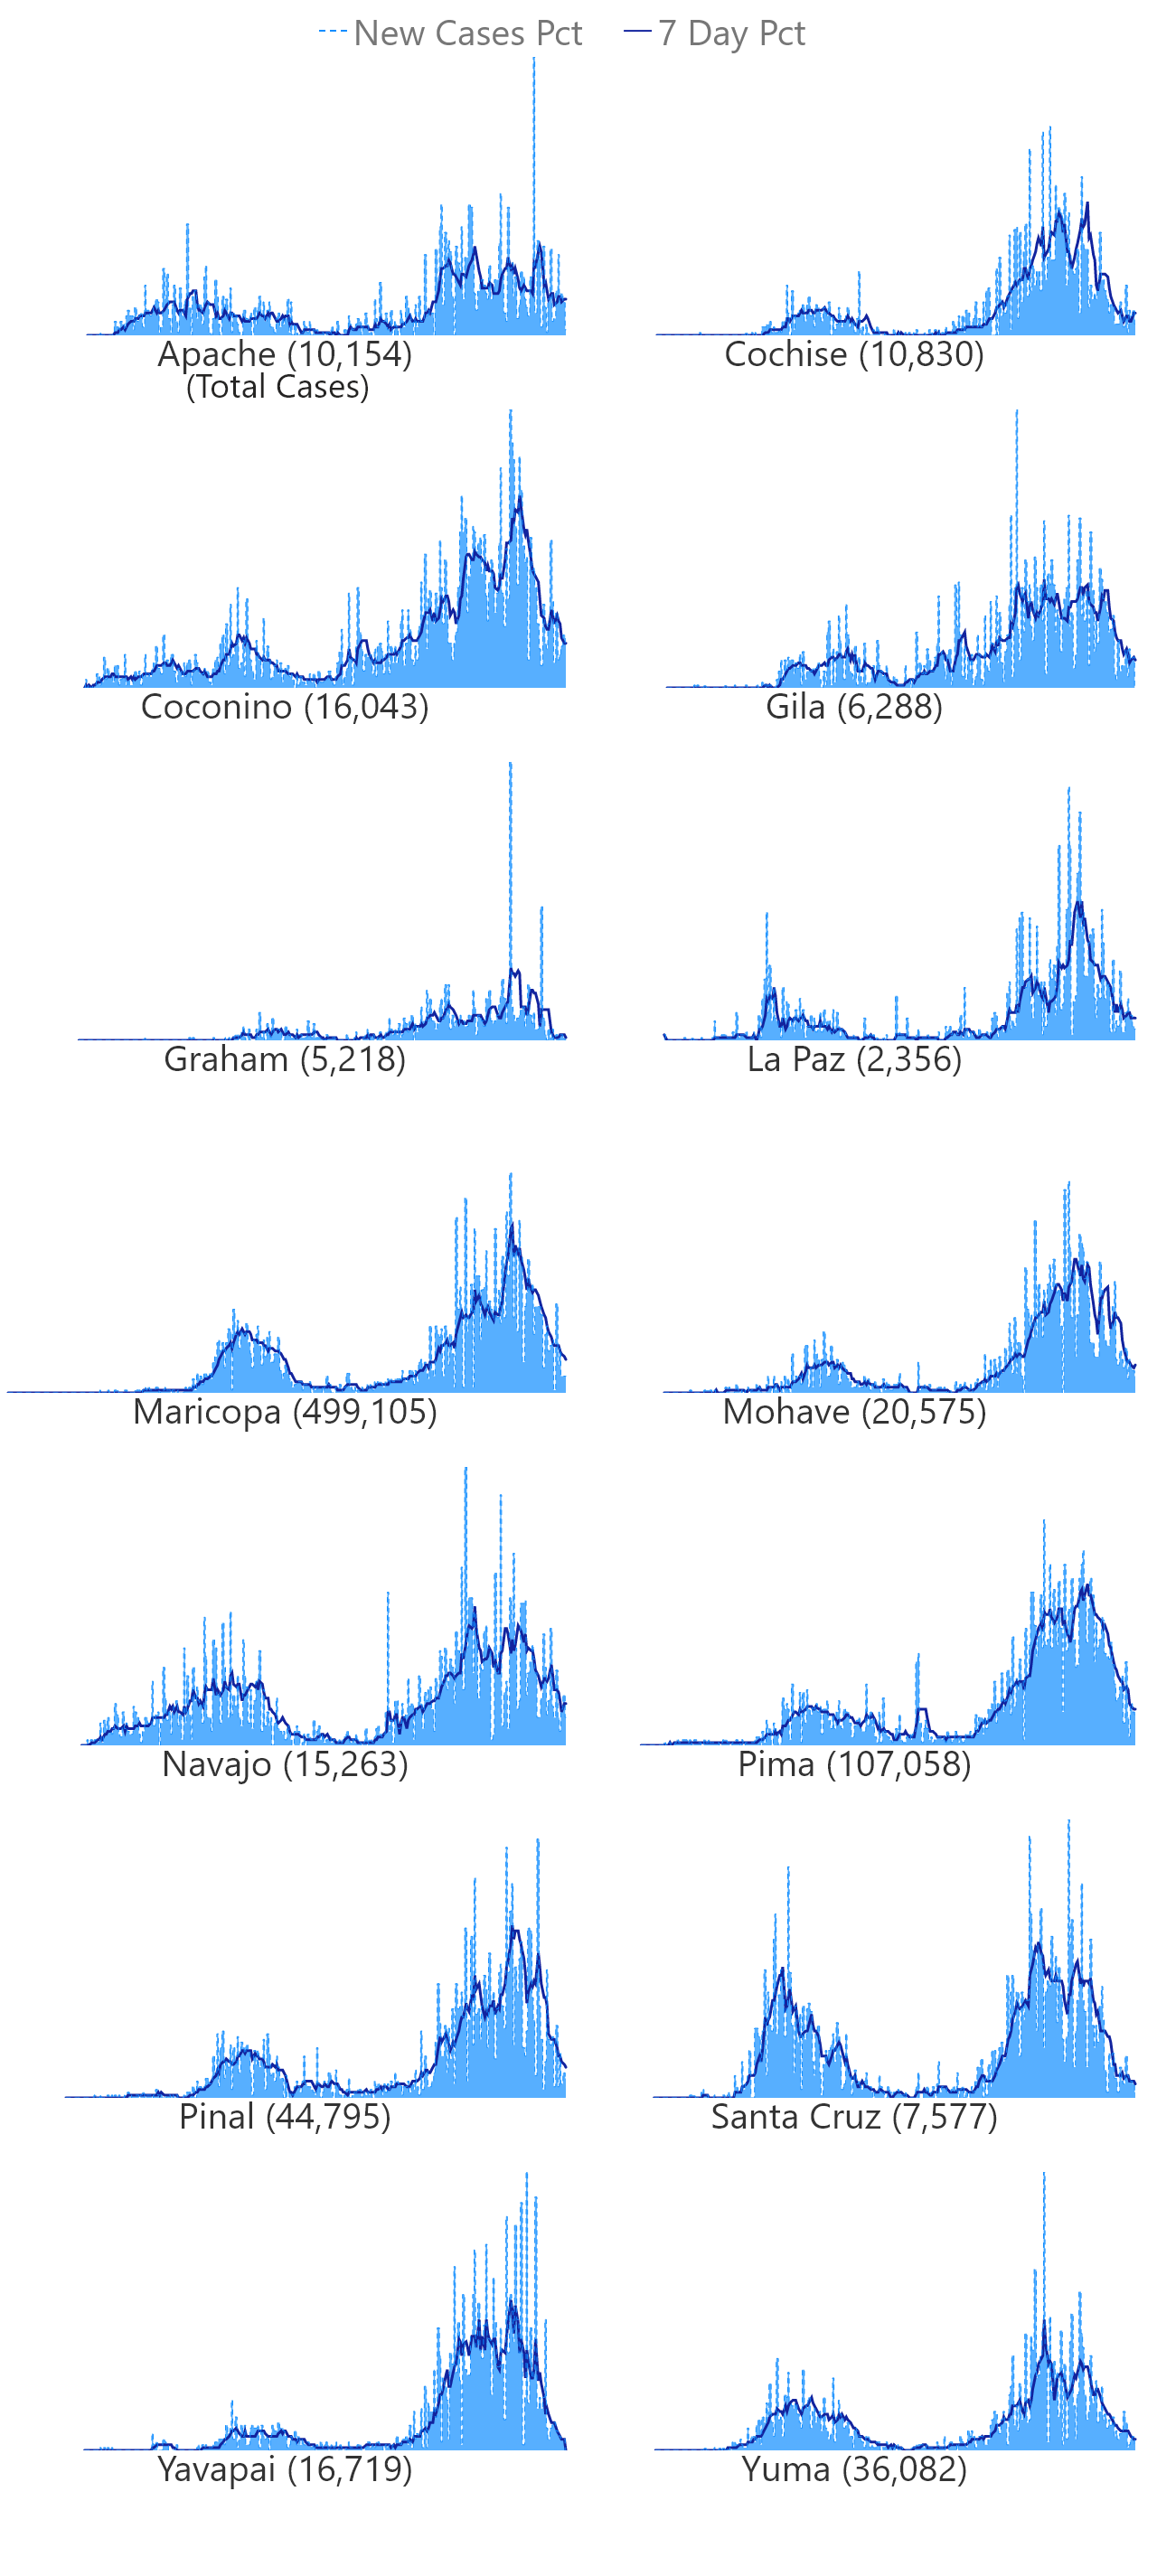 New Cases Pct 7 Day Pct
Apache (10,154) Cochise (10,830)
(Total Cases)
Coconino (16,043) Gila (6,288)
Graham (5,218) La Paz (2,356)
Maricopa (499,105) Mohave (20,575)
Navajo (15,263) Pima (107,058)
Pinal (44,795) Santa Cruz (7,577)
Yavapai (16,719) Yuma (36,082)